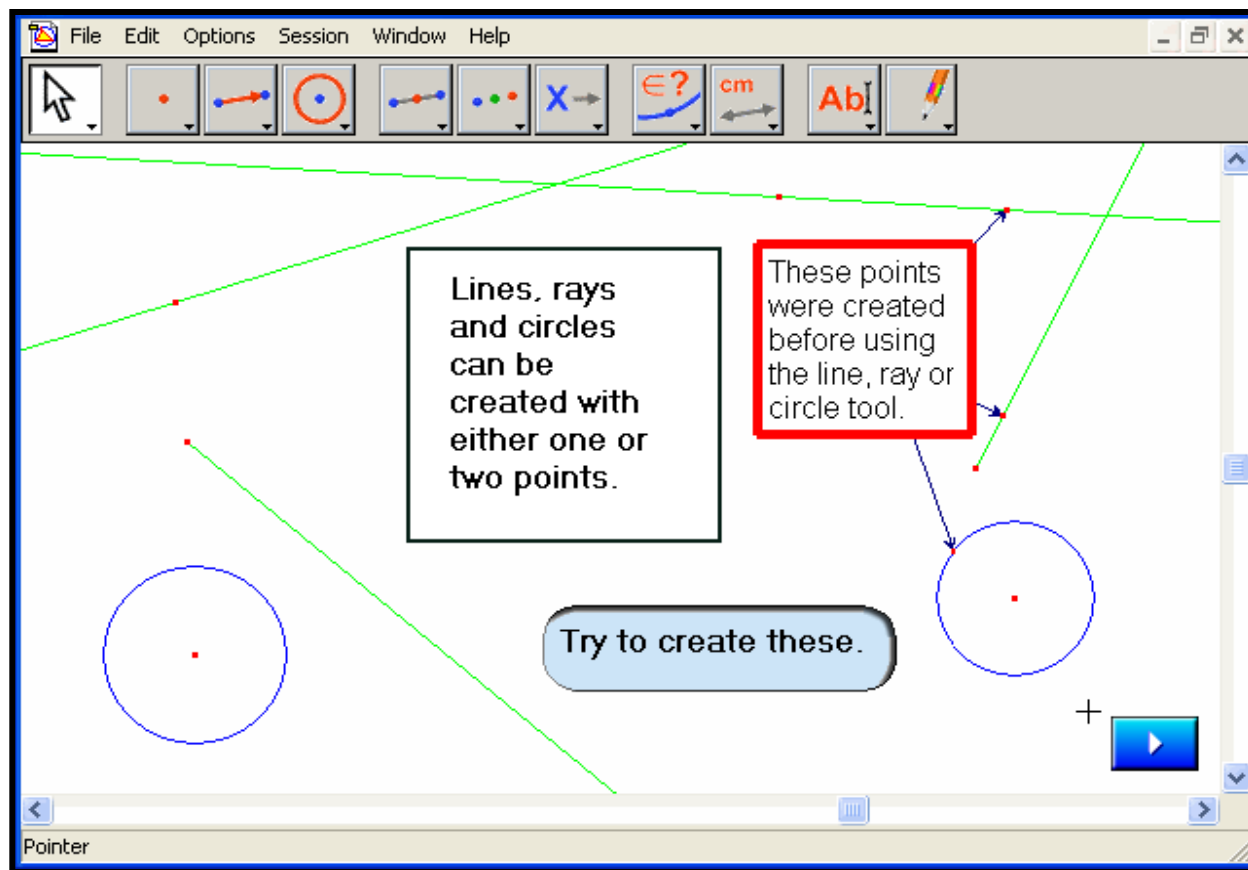 File Edit Options Session Window Help
X
∈?
cm
Ab
Lines, rays
and circles
can be
created with
either one or
two points.
These points
were created
before using
the line, ray or
circle tool.
Try to create these.
Pointer